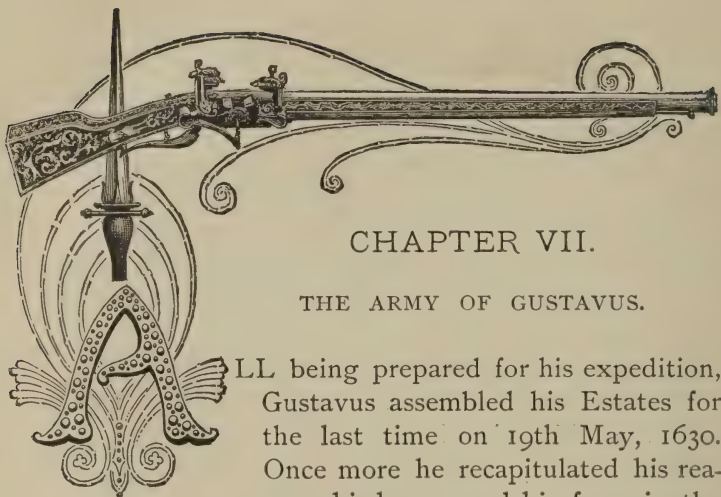 CHAPTER VII.
THE ARMY OF GUSTAVUS.
ALL being prepared for his expedition,
Gustavus assembled his Estates for
the last time on 19th May, 1630.
Once more he recapitulated his rea-